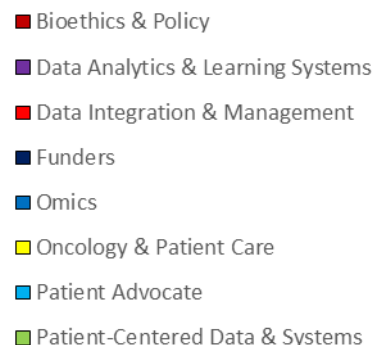 Bioethics & Policy
Data Analytics & Learning Systems
Data Integration & Management
Funders
Omics
Oncology & Patient Care
Patient Advocate
Patient-Centered Data & Systems